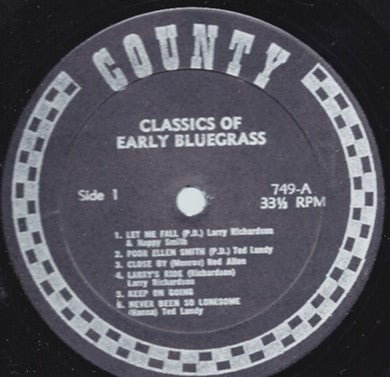 COUNTY
CLASSICS OF
EARLY BLUEGRASS
Side 1
749-A
33⅓ RPM
1. LET ME FALL (P.D.) Larry Richardson
& Happy Smith
2. POOR ELLEN SMITH (P.D.) Ted Lundy
3. CLOSE BY (Monroe) Red Allen
4. LARRY'S RIDE (Richardson)
Larry Richardson
5. KEEP ON GOING
6. NEVER BEEN SO LONESOME
(Hanna) Ted Lundy